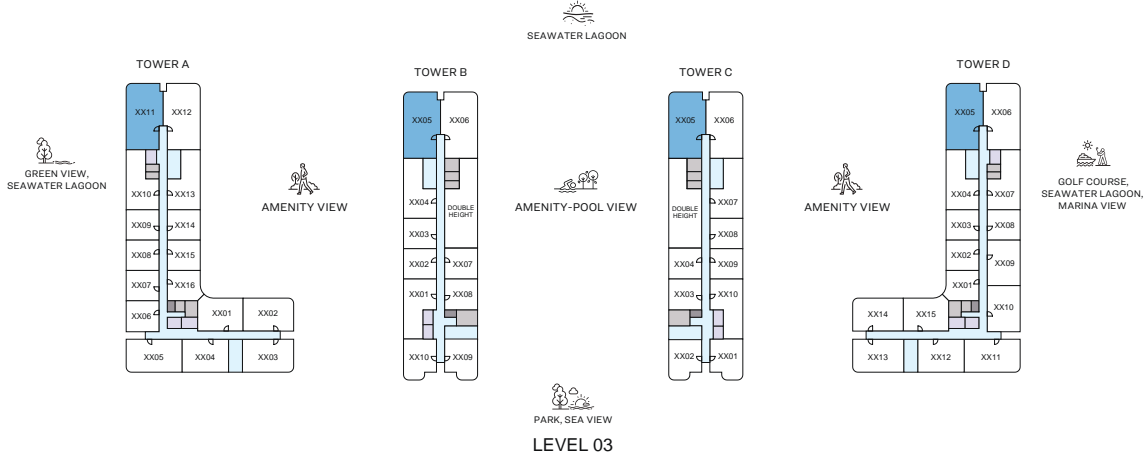 SEAWATER LAGOON
TOWER A
TOWER B
TOWER C
TOWER D
GREEN VIEW,
SEAWATER LAGOON
AMENITY VIEW
AMENITY-POOL VIEW
AMENITY VIEW
GOLF COURSE,
SEAWATER LAGOON,
MARINA VIEW
XX11
XX12
XX10
XX13
XX09
XX14
XX08
XX15
XX07
XX16
XX06
XX01
XX02
XX05
XX04
XX03
XX05
XX06
XX04
DOUBLE
HEIGHT
XX03
XX02
XX07
XX01
XX08
XX10
XX09
XX05
XX06
DOUBLE
HEIGHT
XX07
XX08
XX04
XX09
XX03
XX10
XX02
XX01
XX05
XX06
XX04
XX07
XX03
XX08
XX02
XX09
XX01
XX10
XX14
XX15
XX13
XX12
XX11
PARK, SEA VIEW
LEVEL 03